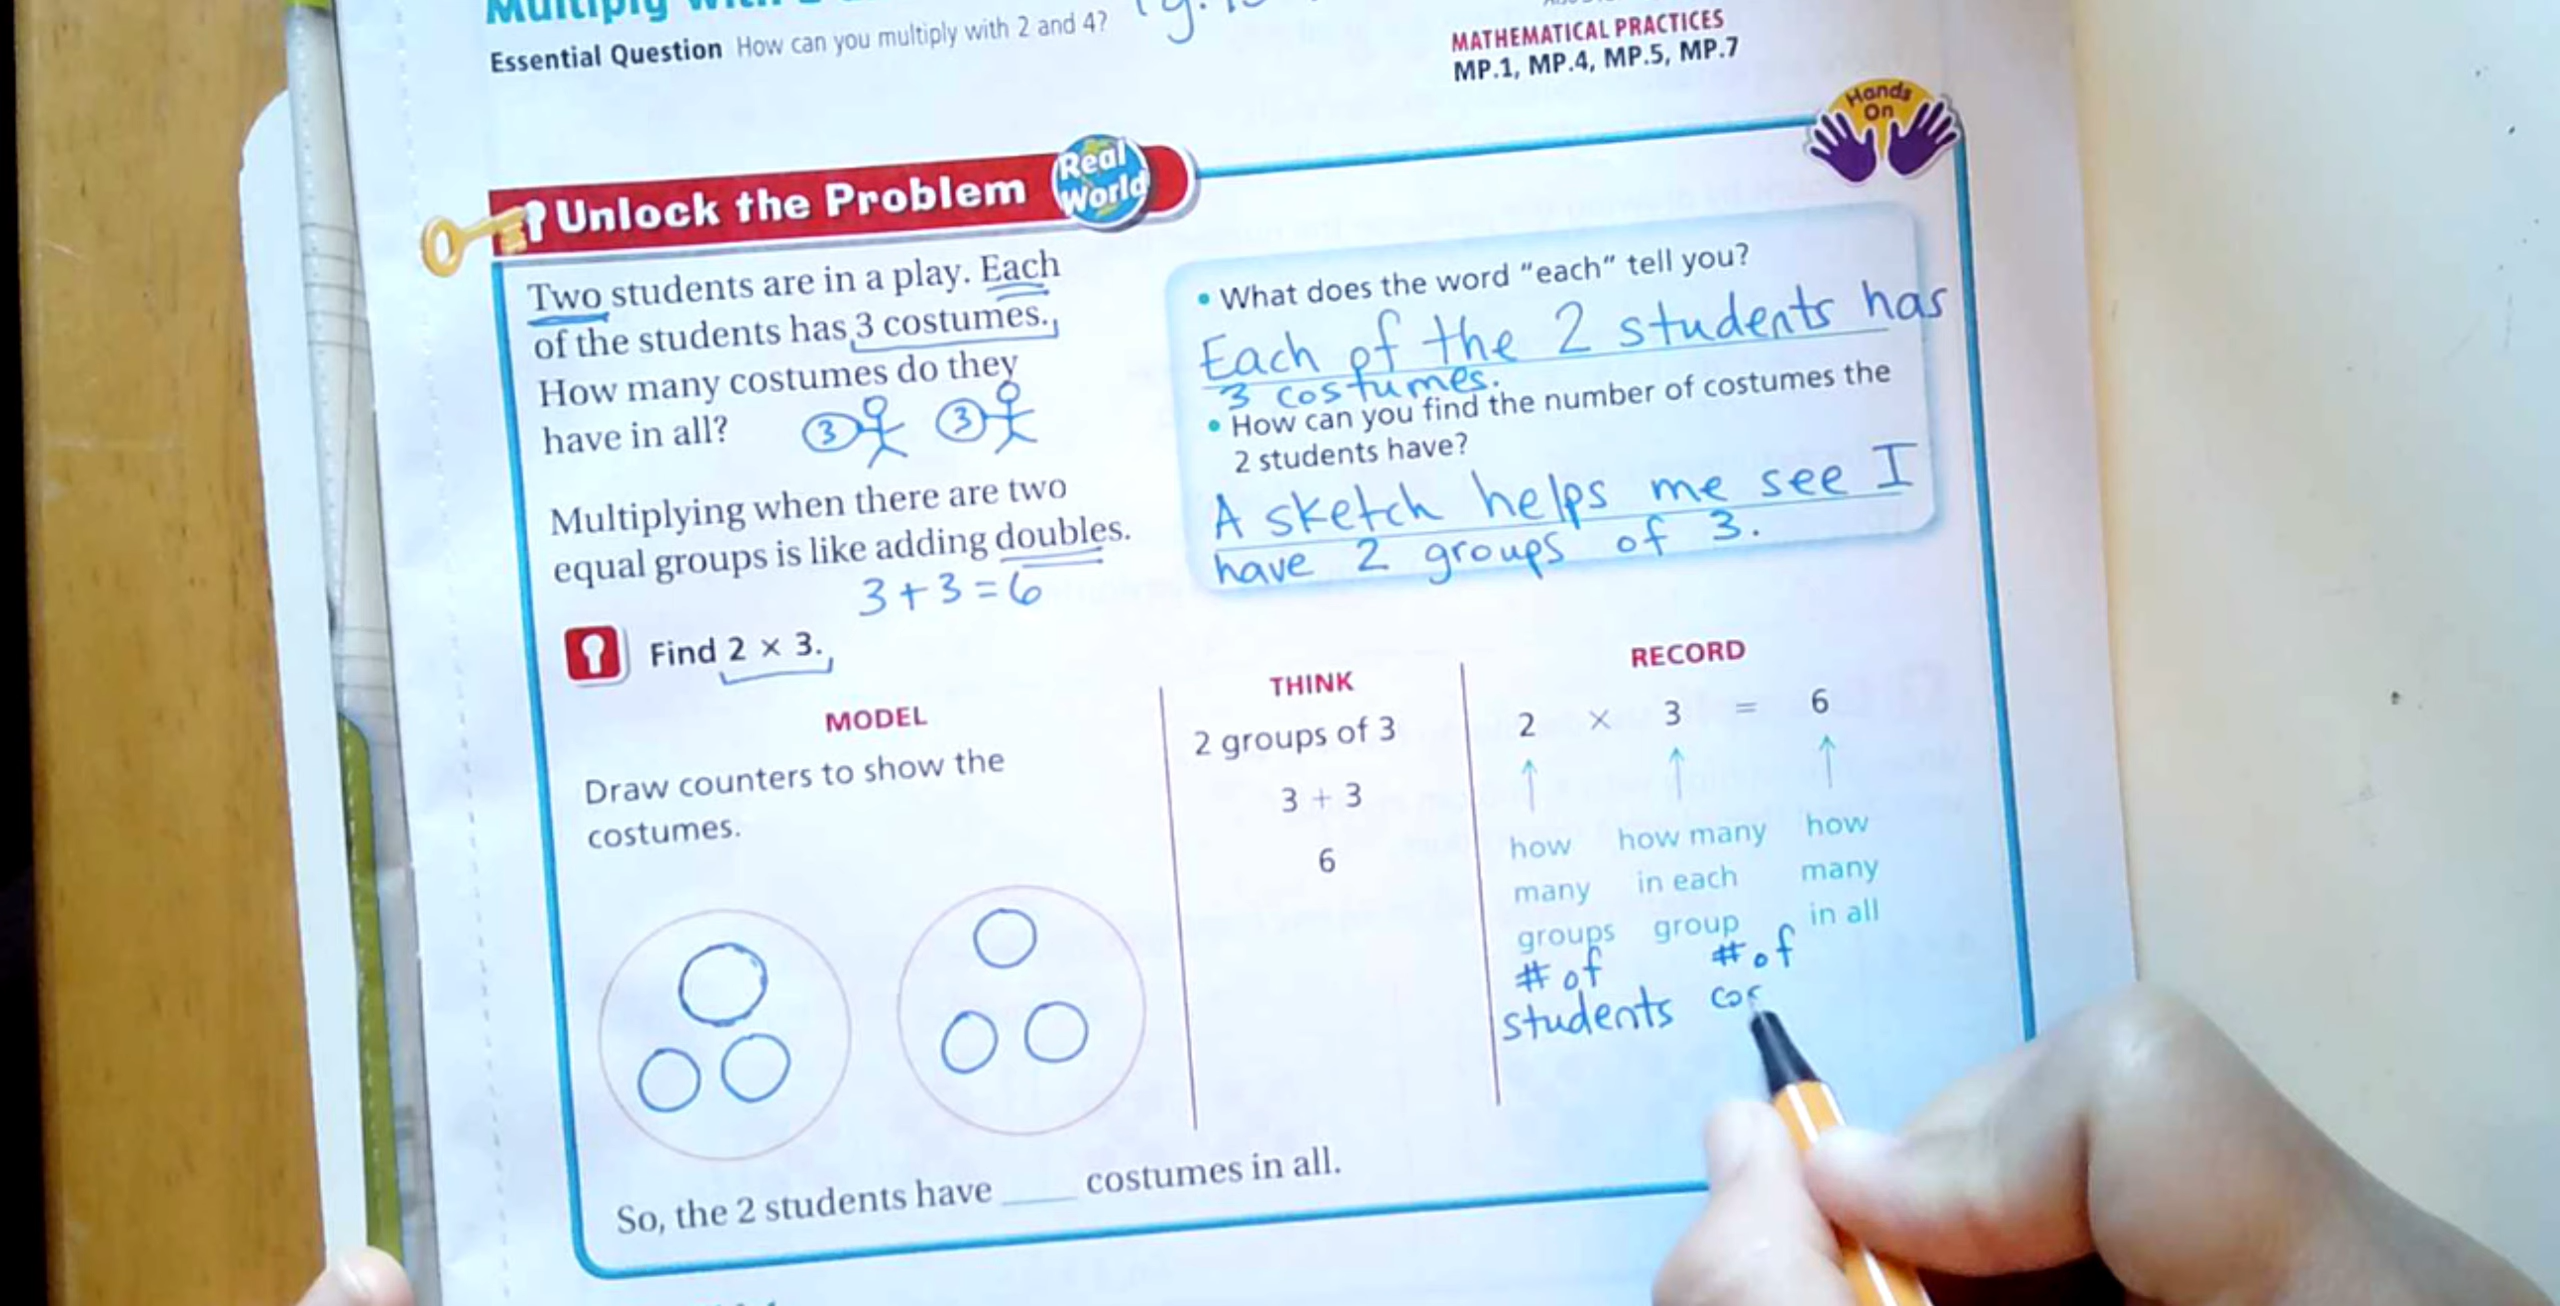 Multiply with
Essential Question How can you multiply with 2 and 4?
MATHEMATICAL PRACTICES
MP.1, MP.4, MP.5, MP.7
Hands
On
Unlock the Problem
Real
World
Two students are in a play. Each
of the students has 3 costumes.
How many costumes do they
have in all?
3 3
Multiplying when there are two
equal groups is like adding doubles.
3+3=6
• What does the word "each" tell you?
Each of the 2 students has
3 costumes.
• How can you find the number of costumes the
2 students have?
A sketch helps me see I
have 2 groups of 3.
Find 2 × 3.
MODEL
Draw counters to show the
costumes.
THINK
2 groups of 3
3 + 3
6
RECORD
2 × 3 = 6
↑ ↑ ↑
how how many how
many in each many
groups group in all
# of # of
students cos
So, the 2 students have ____ costumes in all.